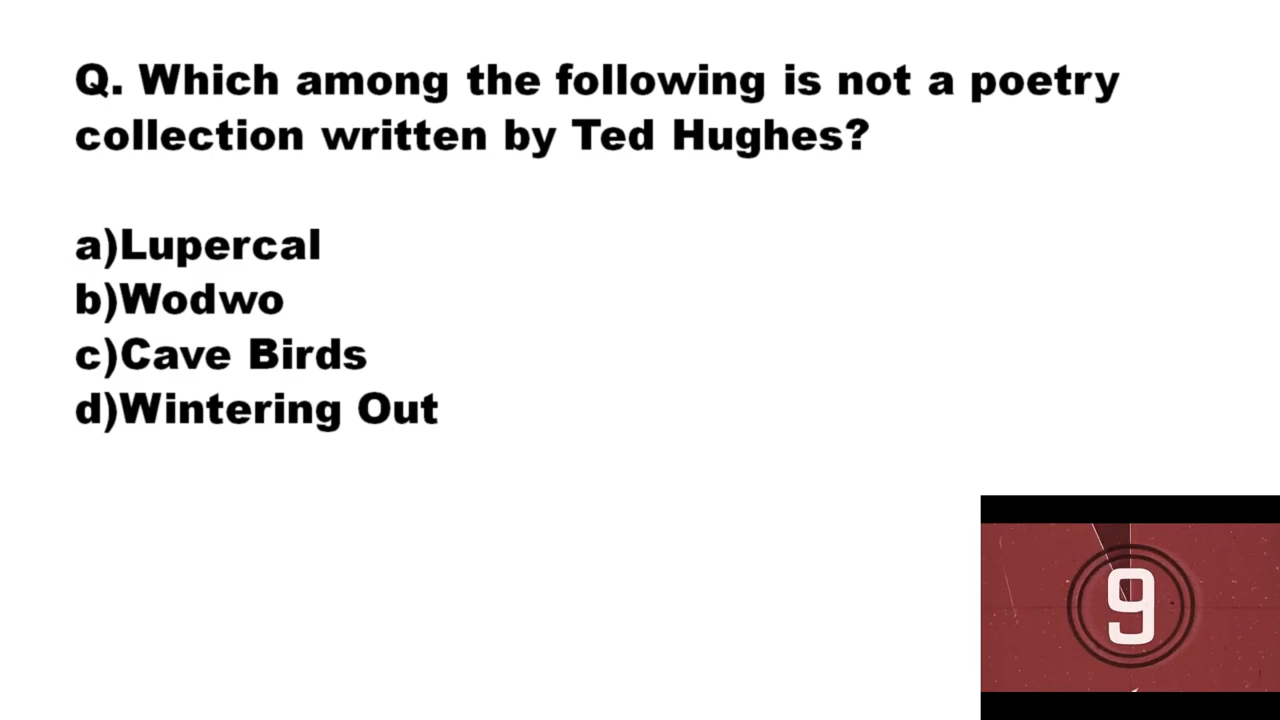 Q. Which among the following is not a poetry
collection written by Ted Hughes?
a)Lupercal
b)Wodwo
c)Cave Birds
d)Wintering Out
9